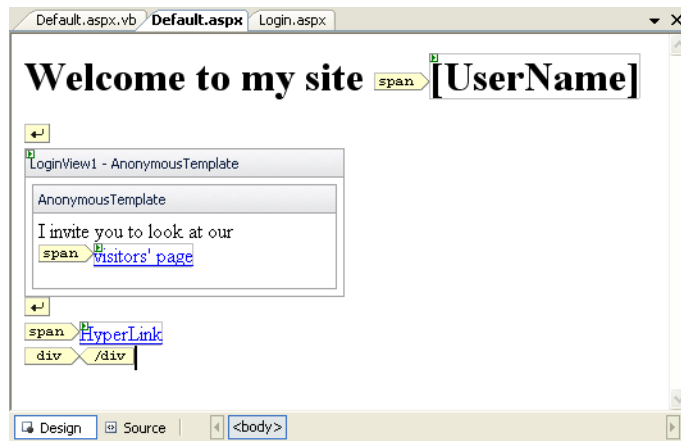 Default.aspx.vb Default.aspx Login.aspx
Welcome to my site span [UserName]
LoginView1 - AnonymousTemplate
AnonymousTemplate
I invite you to look at our
span visitors' page
span HyperLink
div /div
Design Source <body>